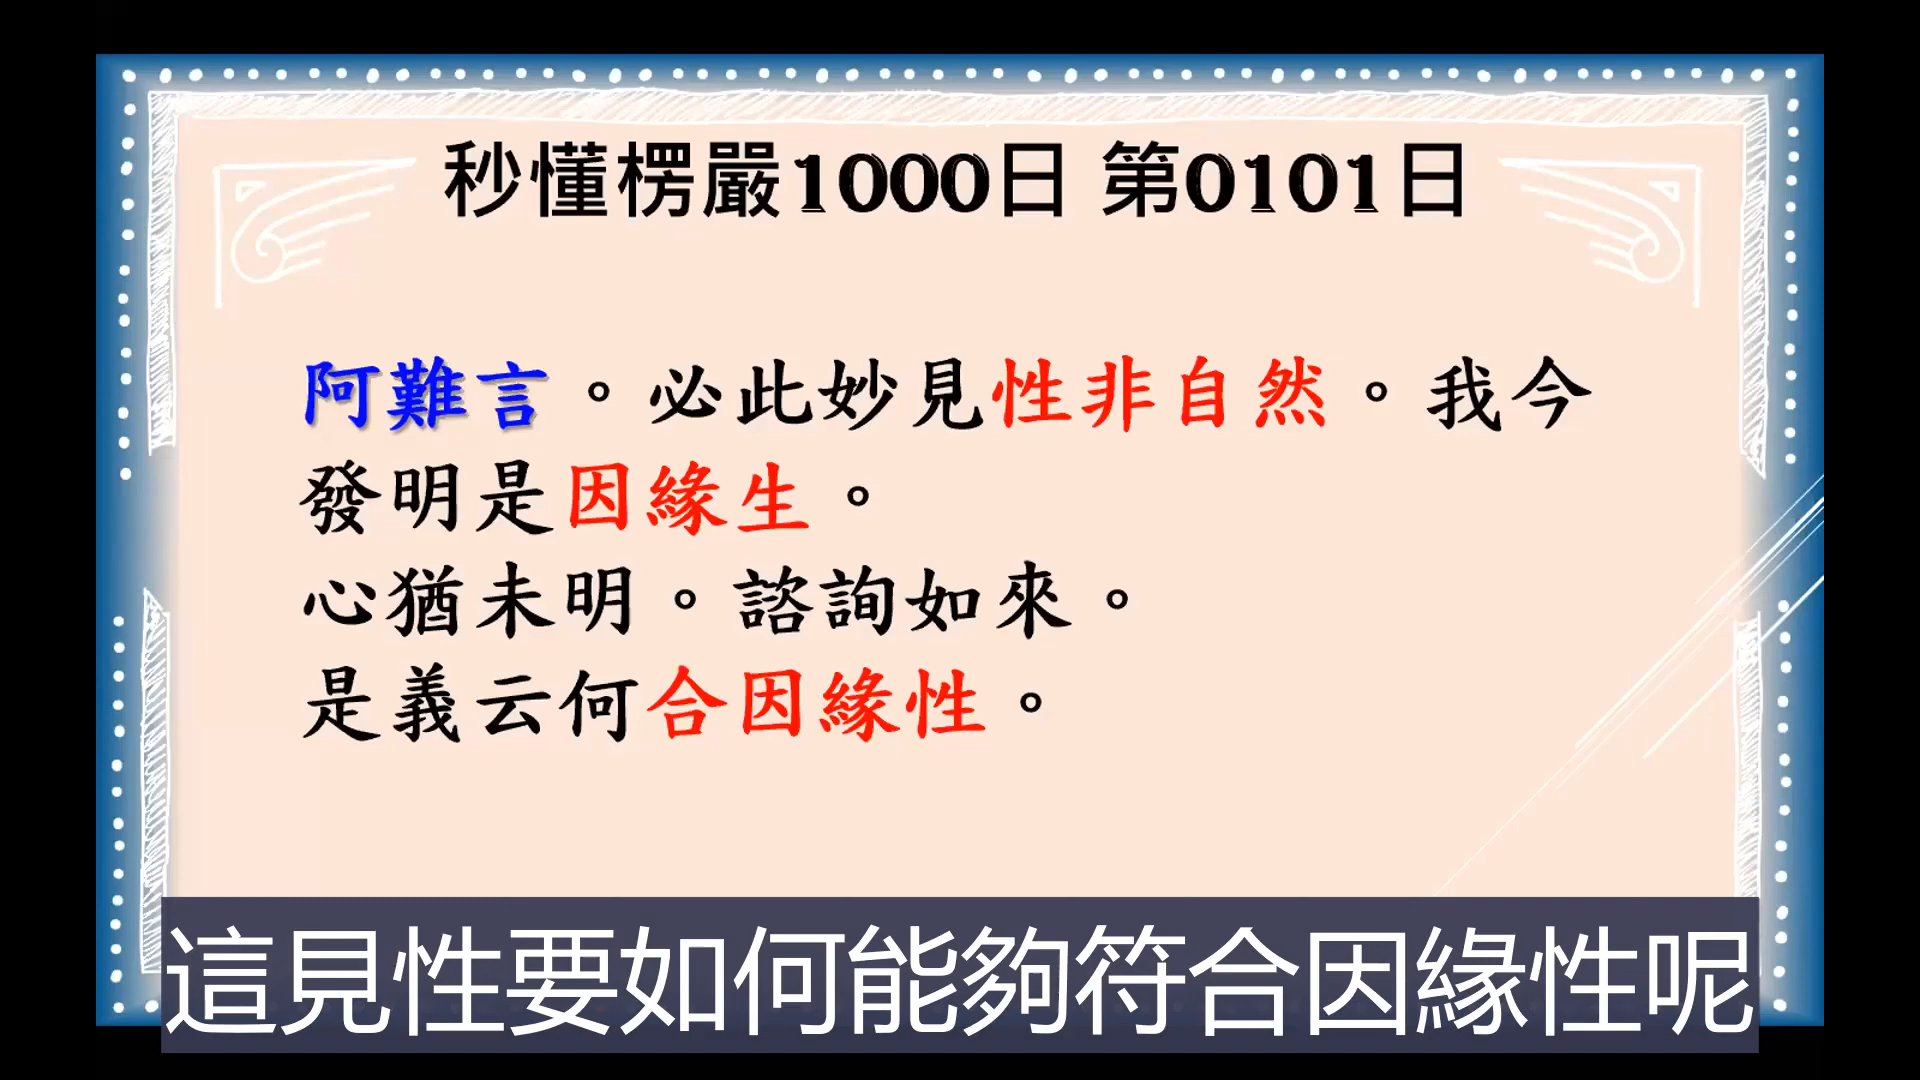 秒懂楞嚴1000日 第0101日
阿難言。必此妙見性非自然。我今
發明是因緣生。
心猶未明。諮詢如來。
是義云何合因緣性。
這見性要如何能夠符合因緣性呢